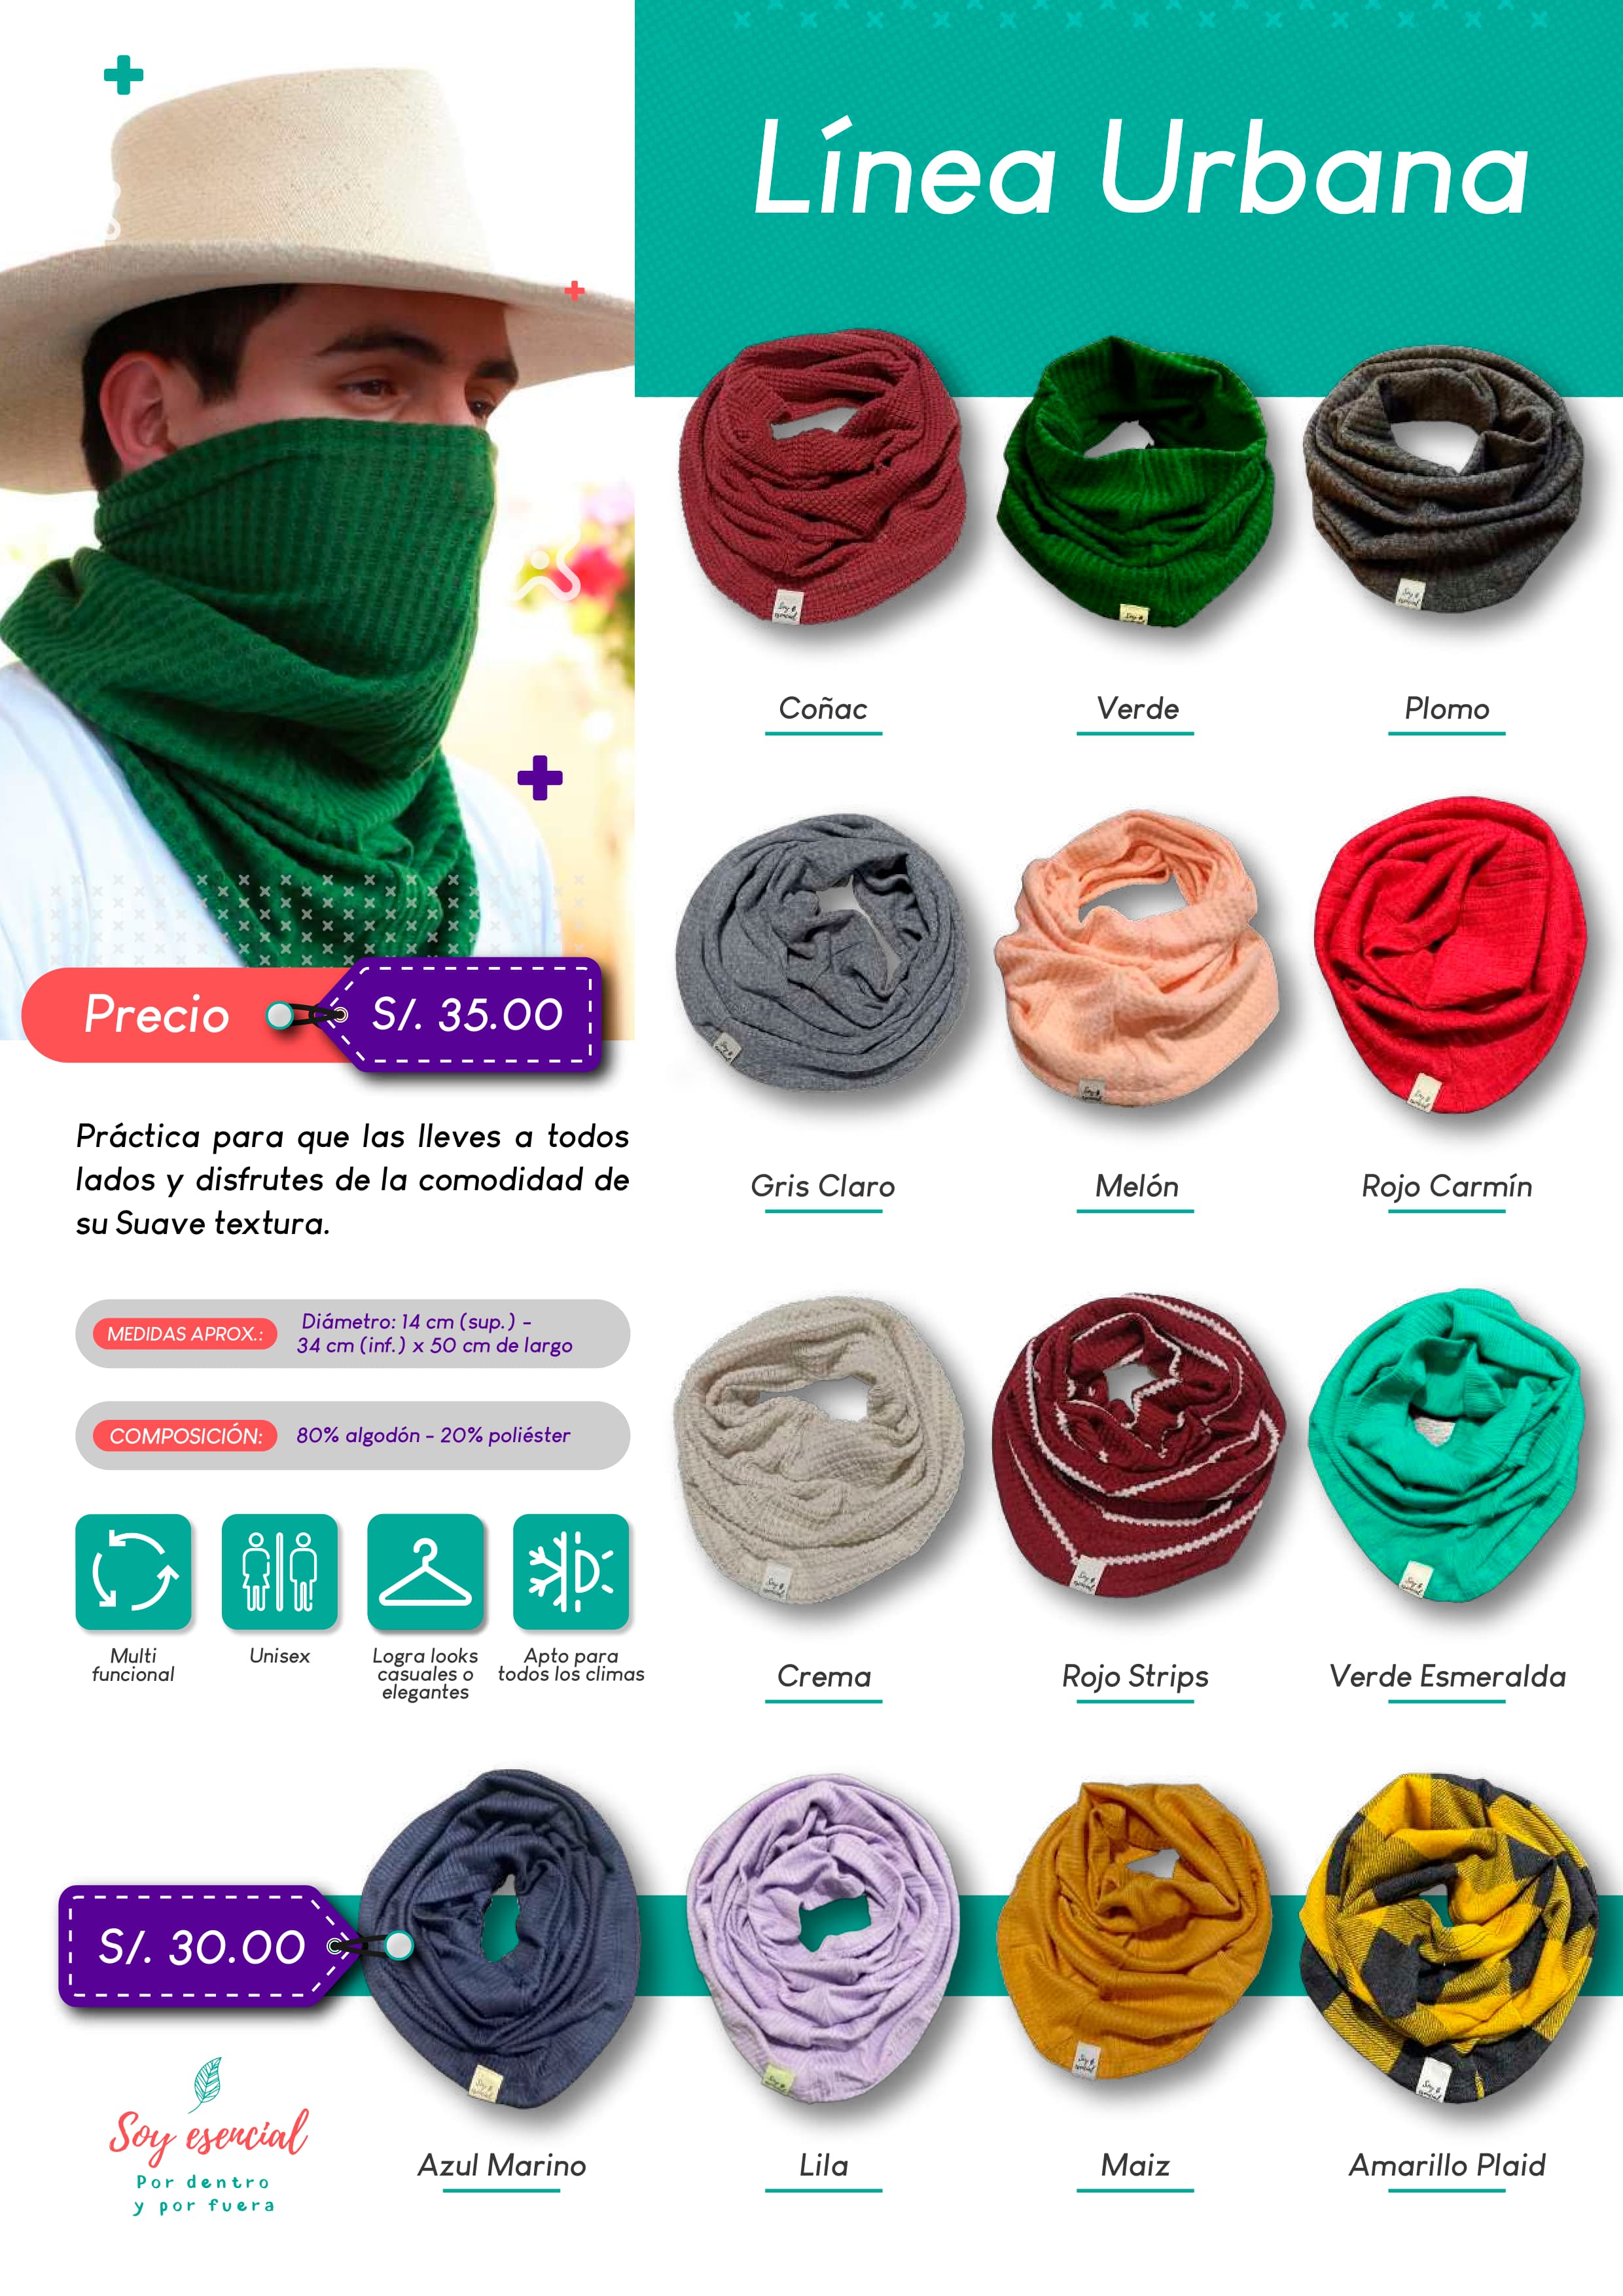 Línea Urbana
Coñac
Verde
Plomo
Gris Claro
Melón
Rojo Carmín
Precio
S/. 35.00
Práctica para que las lleves a todos
lados y disfrutes de la comodidad de
su Suave textura.
MEDIDAS APROX.:
Diámetro: 14 cm (sup.) -
34 cm (inf.) x 50 cm de largo
COMPOSICIÓN:
80% algodón - 20% poliéster
Multi
funcional
Unisex
Logra looks
casuales o
elegantes
Apto para
todos los climas
Crema
Rojo Strips
Verde Esmeralda
S/. 30.00
Azul Marino
Lila
Maiz
Amarillo Plaid
Soy esencial
Por dentro
y por fuera